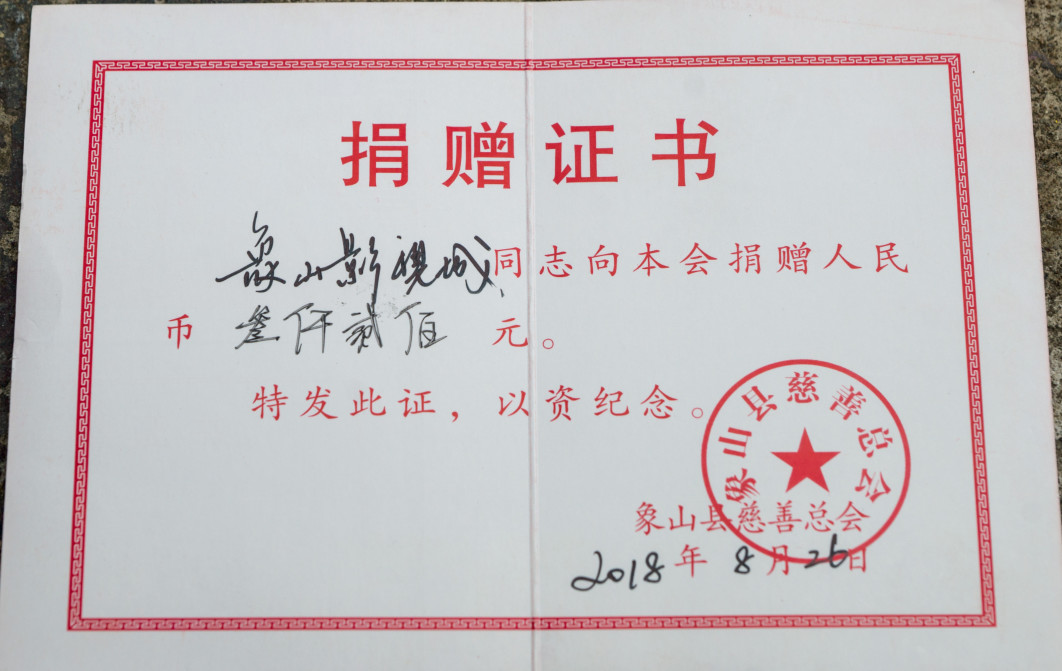 捐赠证书
象山影视城同志向本会捐赠人民
币 叁仟贰佰 元。
特发此证，以资纪念。
象山县慈善总会
象山县慈善总会
2018年8月26日